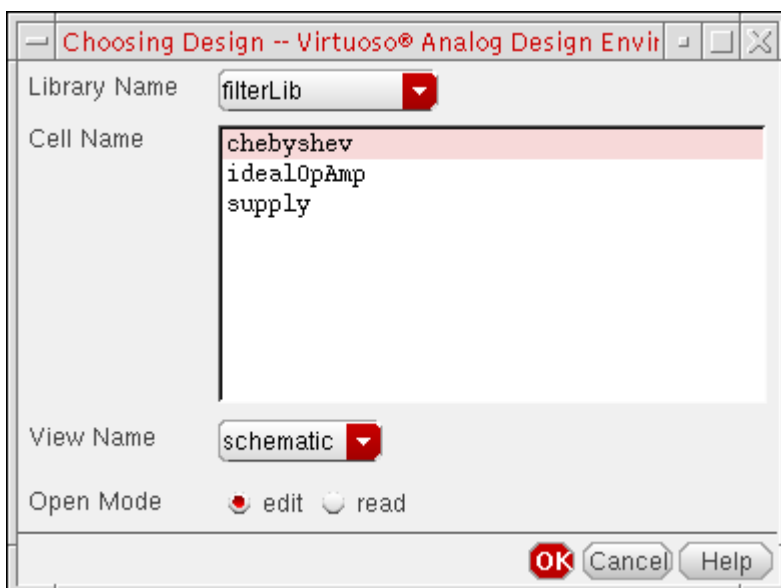 Choosing Design -- Virtuoso® Analog Design Envir
Library Name filterLib
Cell Name
chebyshev
idealOpAmp
supply
View Name schematic
Open Mode edit read
OK Cancel Help